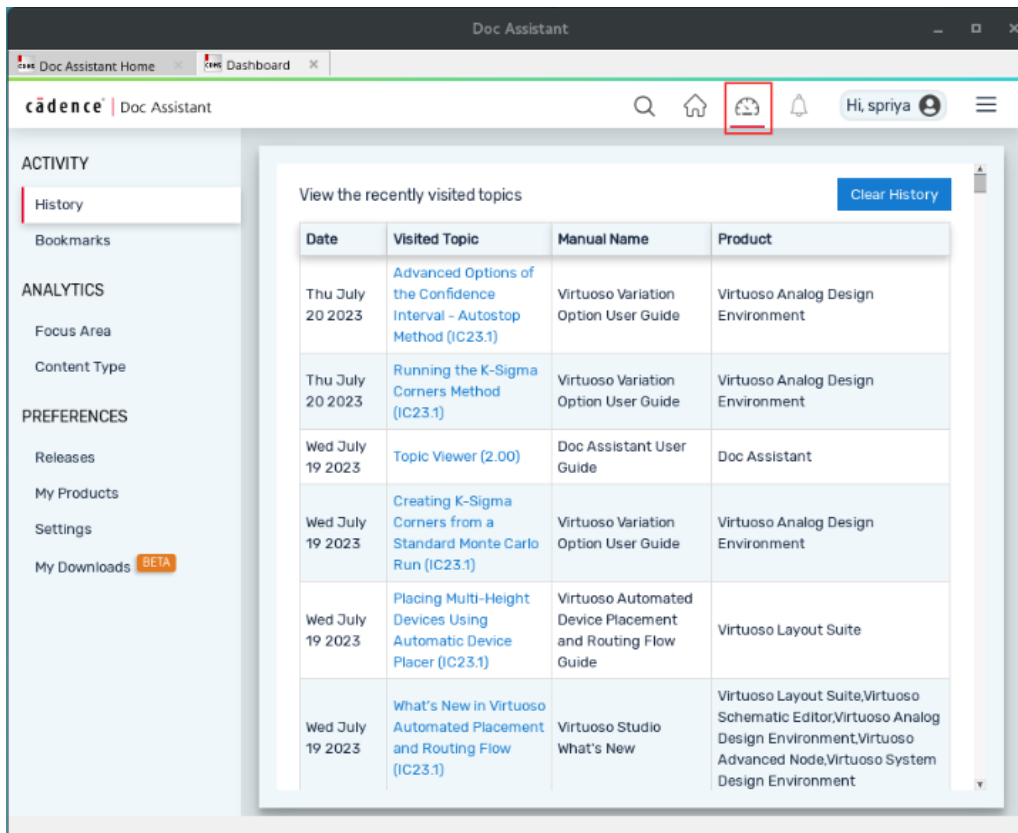 Doc Assistant
Doc Assistant Home
Dashboard
cādence | Doc Assistant
Hi, spriya
ACTIVITY
History
Bookmarks
ANALYTICS
Focus Area
Content Type
PREFERENCES
Releases
My Products
Settings
My Downloads BETA
View the recently visited topics
Clear History
Date Visited Topic Manual Name Product
Thu July
20 2023
Advanced Options of
the Confidence
Interval - Autostop
Method (IC23.1)
Virtuoso Variation
Option User Guide
Virtuoso Analog Design
Environment
Thu July
20 2023
Running the K-Sigma
Corners Method
(IC23.1)
Virtuoso Variation
Option User Guide
Virtuoso Analog Design
Environment
Wed July
19 2023
Topic Viewer (2.00)
Doc Assistant User
Guide
Doc Assistant
Wed July
19 2023
Creating K-Sigma
Corners from a
Standard Monte Carlo
Run (IC23.1)
Virtuoso Variation
Option User Guide
Virtuoso Analog Design
Environment
Wed July
19 2023
Placing Multi-Height
Devices Using
Automatic Device
Placer (IC23.1)
Virtuoso Automated
Device Placement
and Routing Flow
Guide
Virtuoso Layout Suite
Wed July
19 2023
What's New in Virtuoso
Automated Placement
and Routing Flow
(IC23.1)
Virtuoso Studio
What's New
Virtuoso Layout Suite,Virtuoso
Schematic Editor,Virtuoso Analog
Design Environment,Virtuoso
Advanced Node,Virtuoso System
Design Environment